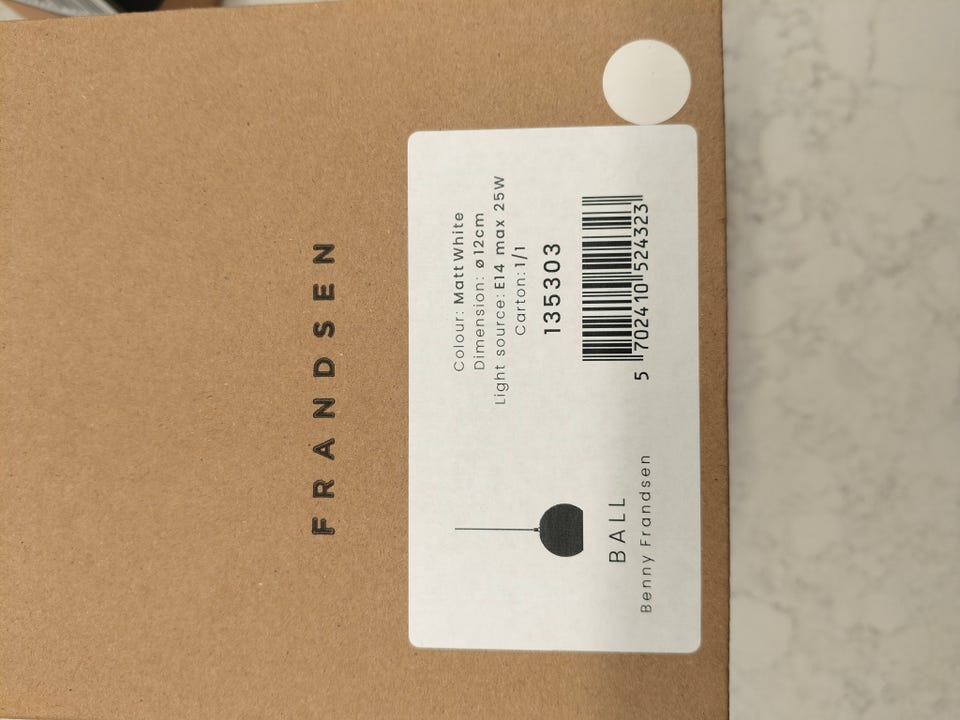 FRANDSEN
Colour: Matt White
Dimension: ø12cm
Light source: E14 max 25W
Carton: 1/1
135303
5 702410 524323
BALL
Benny Frandsen